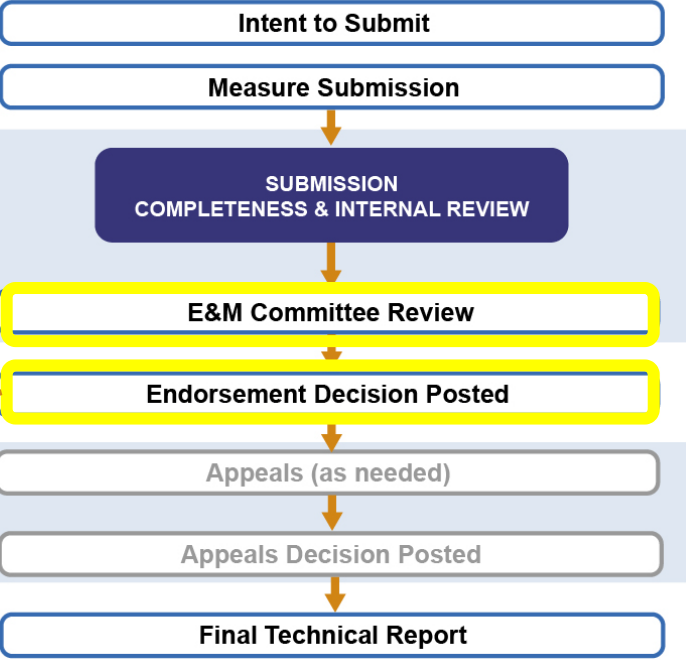 Intent to Submit
Measure Submission
SUBMISSION
COMPLETENESS & INTERNAL REVIEW
E&M Committee Review
Endorsement Decision Posted
Appeals (as needed)
Appeals Decision Posted
Final Technical Report